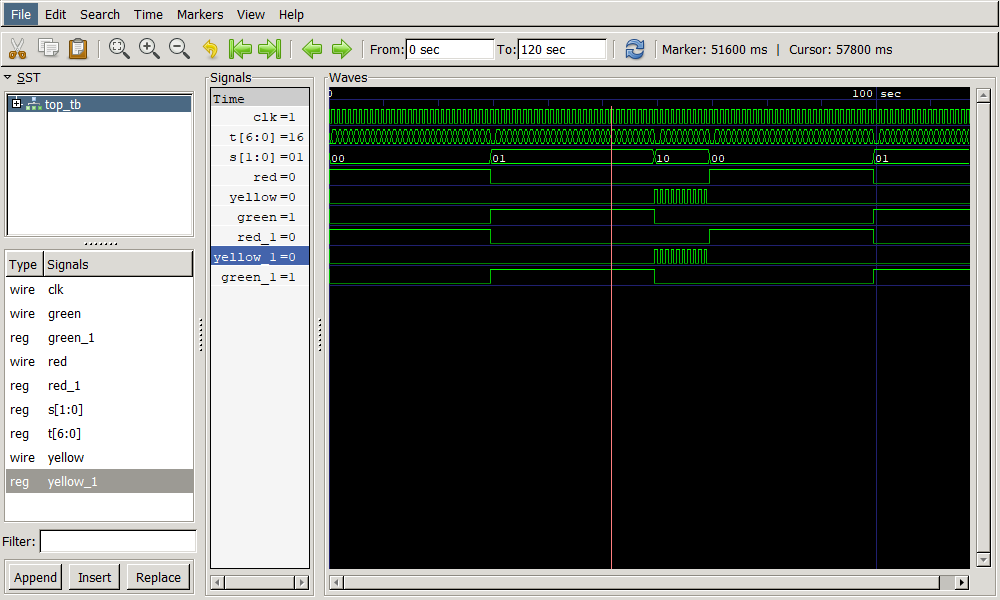 File Edit Search Time Markers View Help
From: 0 sec To: 120 sec Marker: 51600 ms | Cursor: 57800 ms
SST
top_tb
Type Signals
wire clk
wire green
reg green_1
wire red
reg red_1
reg s[1:0]
reg t[6:0]
wire yellow
reg yellow_1
Filter:
Append Insert Replace
Signals
Time
clk=1
t[6:0]=16
s[1:0]=01
red=0
yellow=0
green=1
red_1=0
yellow_1=0
green_1=1
Waves
0 100 sec
00 01 10 00 01